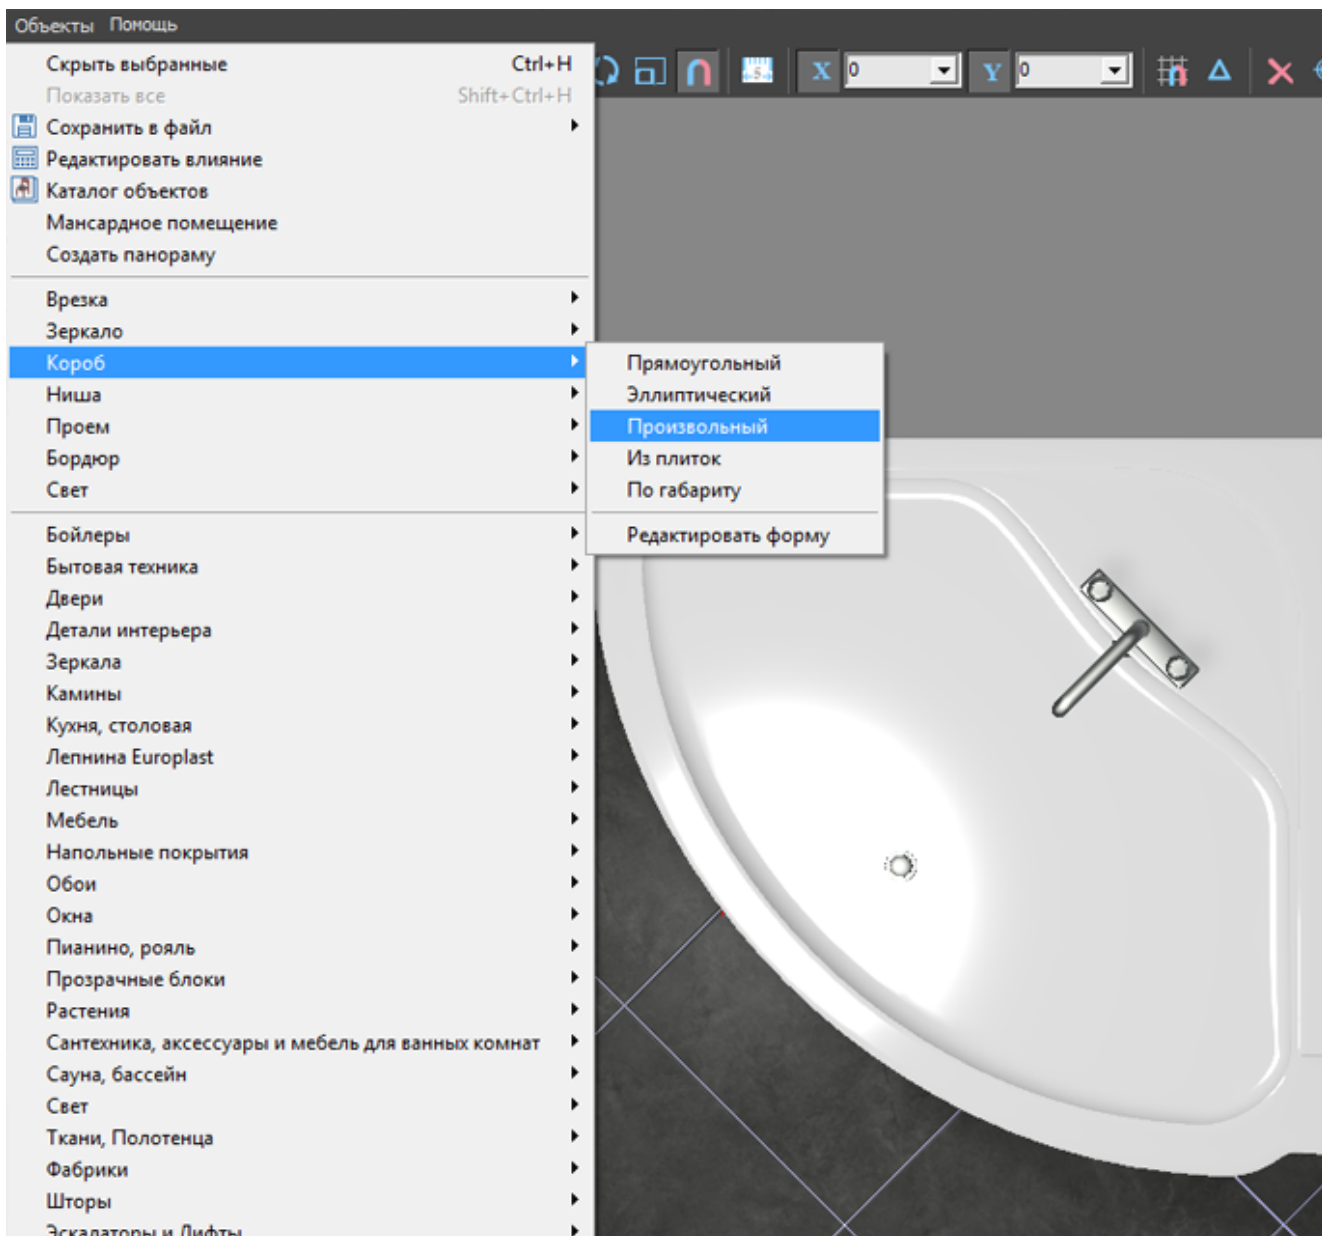 Объекты Помощь
Скрыть выбранные Ctrl+H
Показать все Shift+Ctrl+H
Сохранить в файл
Редактировать влияние
Каталог объектов
Мансардное помещение
Создать панораму
Врезка
Зеркало
Короб
Ниша
Проем
Бордюр
Свет
Бойлеры
Бытовая техника
Двери
Детали интерьера
Зеркала
Камины
Кухня, столовая
Лепнина Europlast
Лестницы
Мебель
Напольные покрытия
Обои
Окна
Пианино, рояль
Прозрачные блоки
Растения
Сантехника, аксессуары и мебель для ванных комнат
Сауна, бассейн
Свет
Ткани, Полотенца
Фабрики
Шторы
Эскалаторы и Лифты
Прямоугольный
Эллиптический
Произвольный
Из плиток
По габариту
Редактировать форму
5 X 0 Y 0